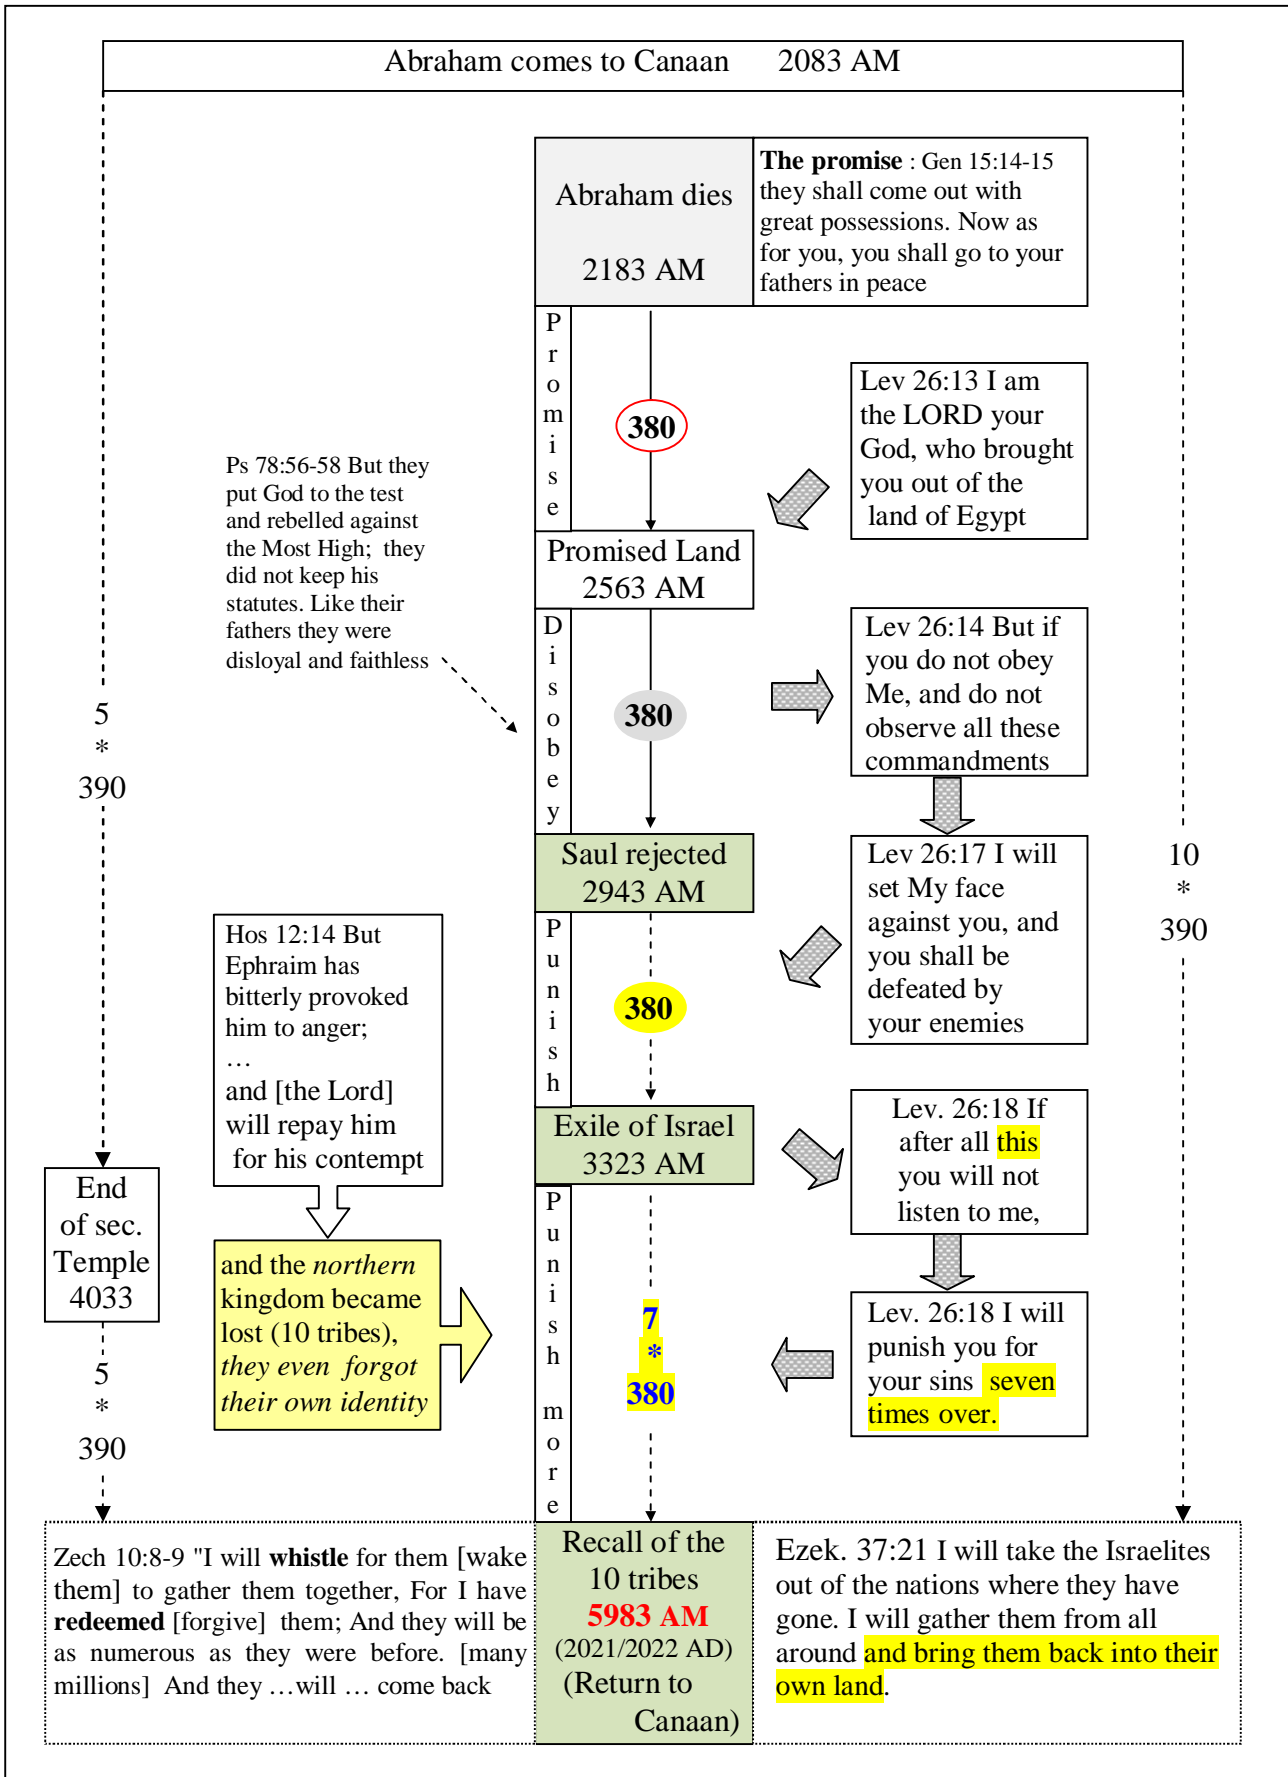 Abraham comes to Canaan 2083 AM
Abraham dies
2183 AM
The promise : Gen 15:14-15
they shall come out with
great possessions. Now as
for you, you shall go to your
fathers in peace
Promise
380
Lev 26:13 I am
the LORD your
God, who brought
you out of the
land of Egypt
Ps 78:56-58 But they
put God to the test
and rebelled against
the Most High; they
did not keep his
statutes. Like their
fathers they were
disloyal and faithless
Promised Land
2563 AM
Disobey
380
Lev 26:14 But if
you do not obey
Me, and do not
observe all these
commandments
5
*
390
Saul rejected
2943 AM
Lev 26:17 I will
set My face
against you, and
you shall be
defeated by
your enemies
10
*
390
Punish
380
Hos 12:14 But
Ephraim has
bitterly provoked
him to anger;
…
and [the Lord]
will repay him
for his contempt
Exile of Israel
3323 AM
Lev. 26:18 If
after all this
you will not
listen to me,
End
of sec.
Temple
4033
and the northern
kingdom became
lost (10 tribes),
they even forgot
their own identity
Punish more
7
*
380
Lev. 26:18 I will
punish you for
your sins seven
times over.
5
*
390
Zech 10:8-9 "I will whistle for them [wake
them] to gather them together, For I have
redeemed [forgive] them; And they will be
as numerous as they were before. [many
millions] And they …will … come back
Recall of the
10 tribes
5983 AM
(2021/2022 AD)
(Return to
Canaan)
Ezek. 37:21 I will take the Israelites
out of the nations where they have
gone. I will gather them from all
around and bring them back into their
own land.